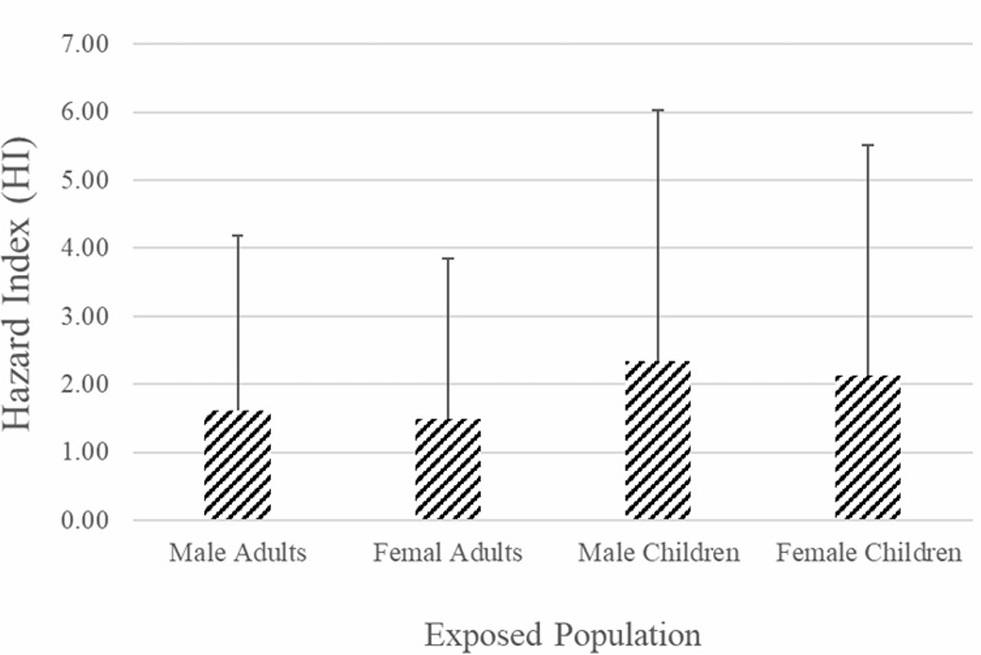 7.00
6.00
5.00
4.00
3.00
2.00
1.00
0.00
Hazard Index (HI)
Male Adults
Femal Adults
Male Children
Female Children
Exposed Population